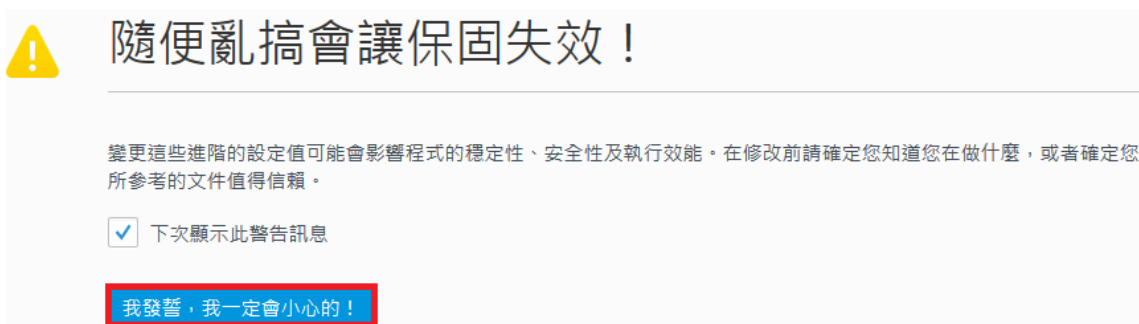 隨便亂搞會讓保固失效！
變更這些進階的設定值可能會影響程式的穩定性、安全性及執行效能。在修改前請確定您知道您在做什麼，或者確定您
所參考的文件值得信賴。
下次顯示此警告訊息
我發誓，我一定會小心的！